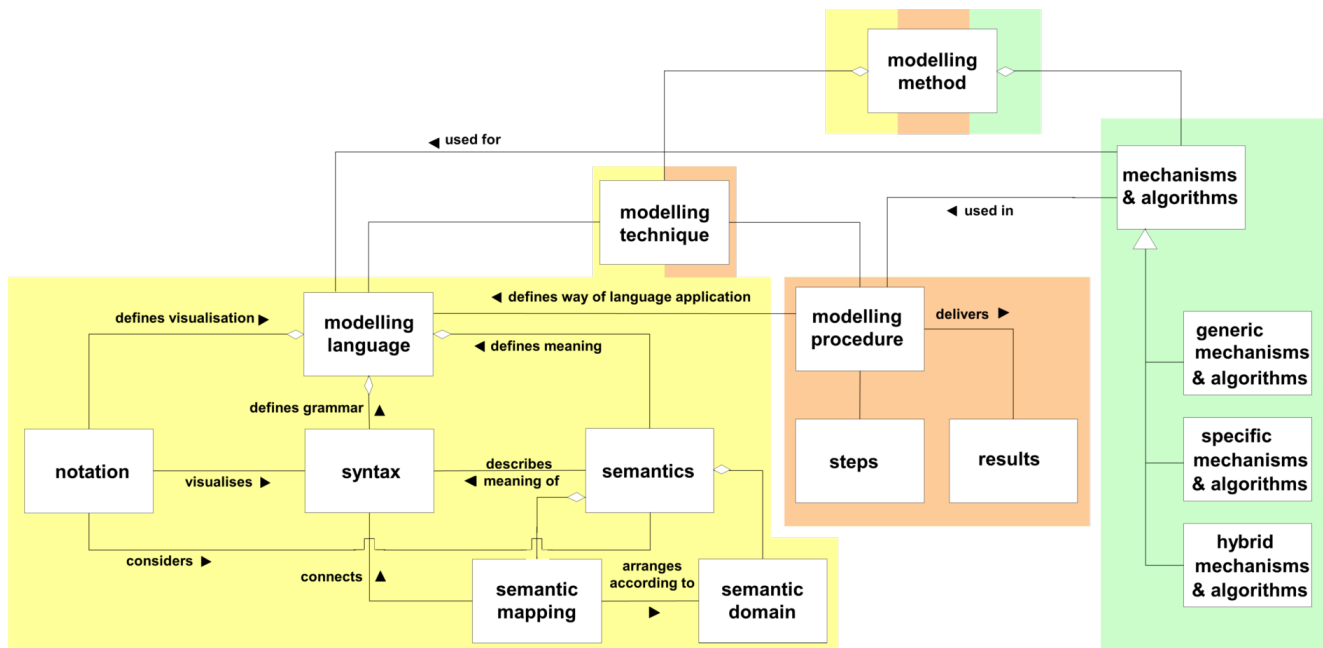 modelling
method
used for
mechanisms
& algorithms
modelling
technique
used in
defines way of language application
defines visualisation
modelling
language
modelling
procedure
delivers
defines meaning
generic
mechanisms
& algorithms
defines grammar
notation
visualises
syntax
describes
meaning of
semantics
steps
results
specific
mechanisms
& algorithms
considers
connects
semantic
mapping
arranges
according to
semantic
domain
hybrid
mechanisms
& algorithms